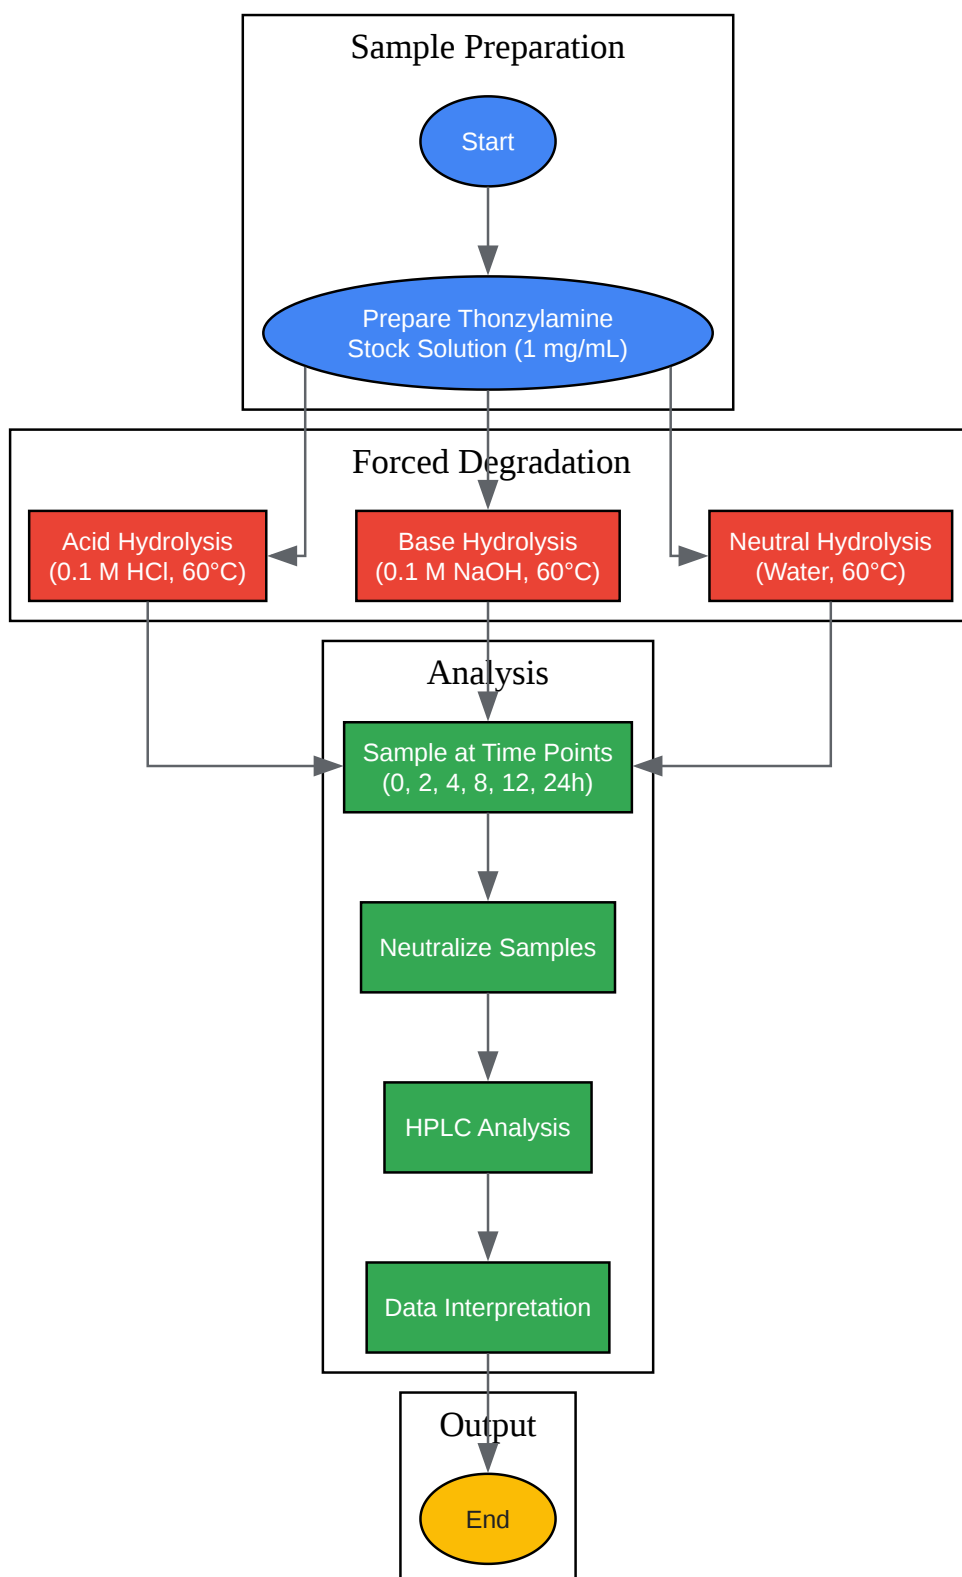 Sample Preparation
Start
Prepare Thonzylamine
Stock Solution (1 mg/mL)
Forced Degradation
Acid Hydrolysis
(0.1 M HCl, 60°C)
Base Hydrolysis
(0.1 M NaOH, 60°C)
Neutral Hydrolysis
(Water, 60°C)
Analysis
Sample at Time Points
(0, 2, 4, 8, 12, 24h)
Neutralize Samples
HPLC Analysis
Data Interpretation
Output
End